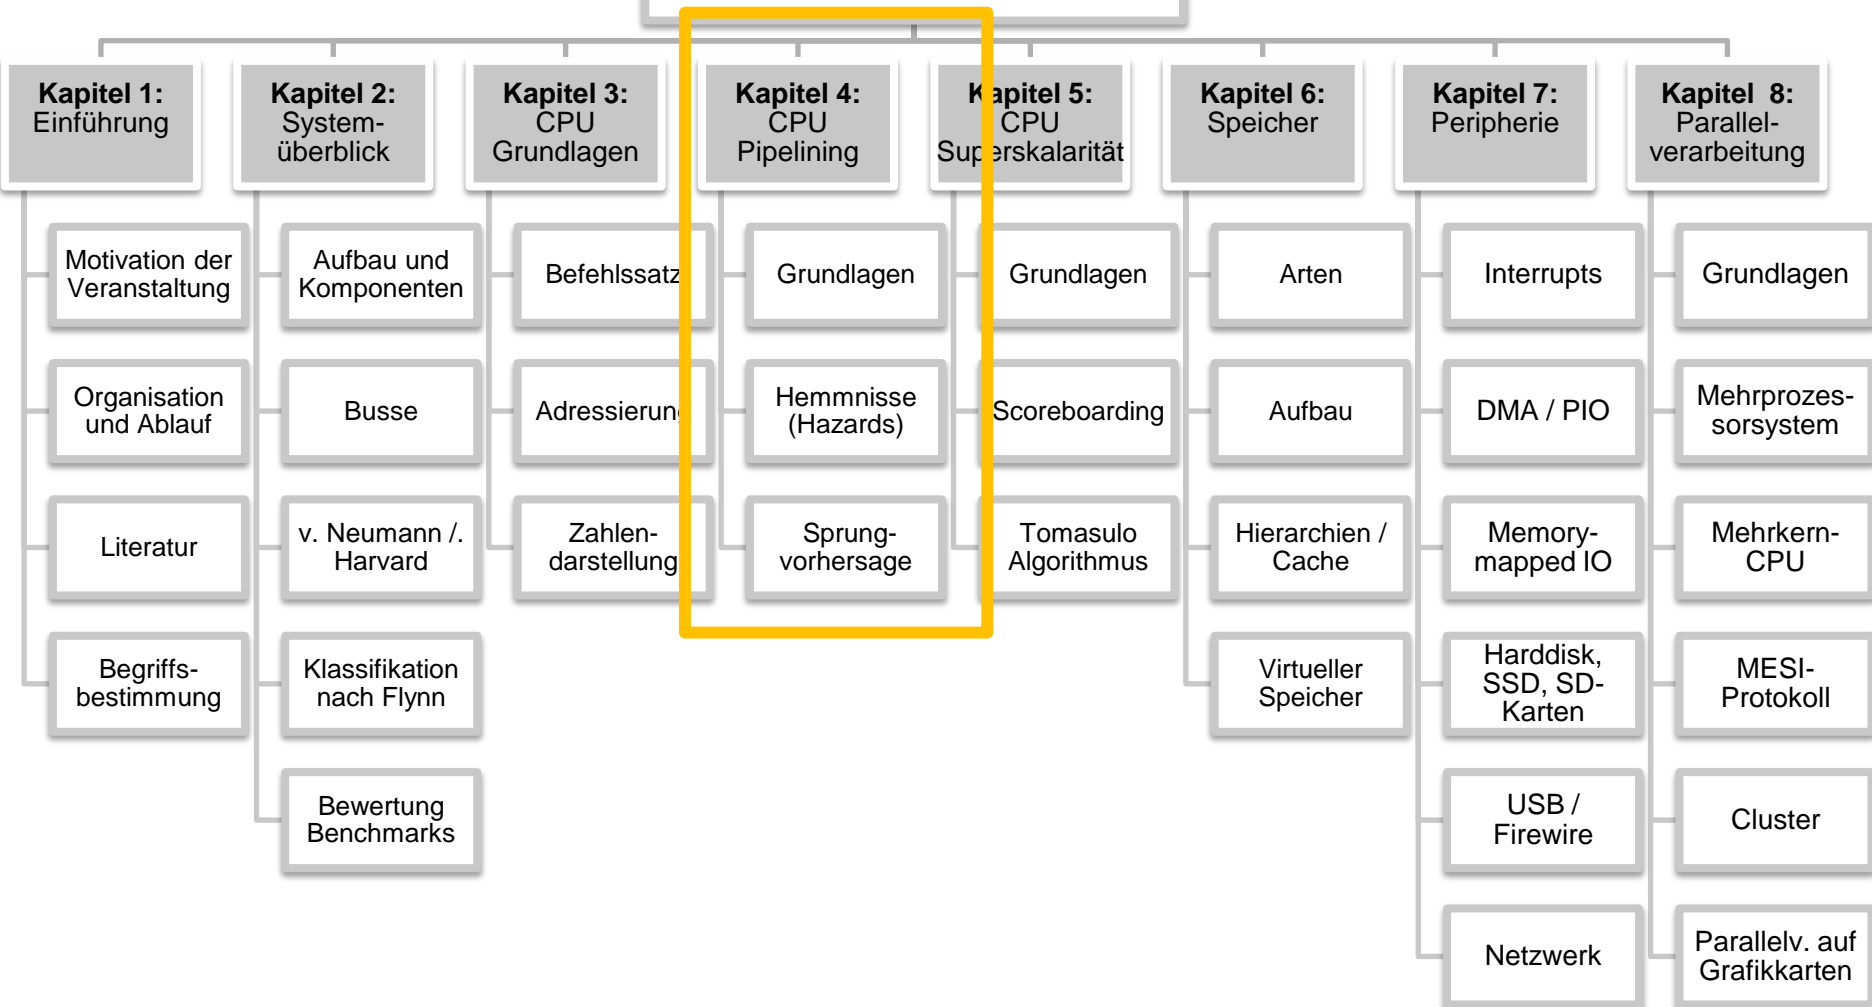 Kapitel 1:
Einführung
Motivation der
Veranstaltung
Organisation
und Ablauf
Literatur
Begriffs-
bestimmung
Kapitel 2:
System-
überblick
Aufbau und
Komponenten
Busse
v. Neumann /.
Harvard
Klassifikation
nach Flynn
Bewertung
Benchmarks
Kapitel 3:
CPU
Grundlagen
Befehlssatz
Adressierung
Zahlen-
darstellung
Kapitel 4:
CPU
Pipelining
Grundlagen
Hemmnisse
(Hazards)
Sprung-
vorhersage
Kapitel 5:
CPU
Superskalarität
Grundlagen
Scoreboarding
Tomasulo
Algorithmus
Kapitel 6:
Speicher
Arten
Aufbau
Hierarchien /
Cache
Virtueller
Speicher
Kapitel 7:
Peripherie
Interrupts
DMA / PIO
Memory-
mapped IO
Harddisk,
SSD, SD-
Karten
USB /
Firewire
Netzwerk
Kapitel 8:
Parallel-
verarbeitung
Grundlagen
Mehrprozes-
sorsystem
Mehrkern-
CPU
MESI-
Protokoll
Cluster
Parallelv. auf
Grafikkarten